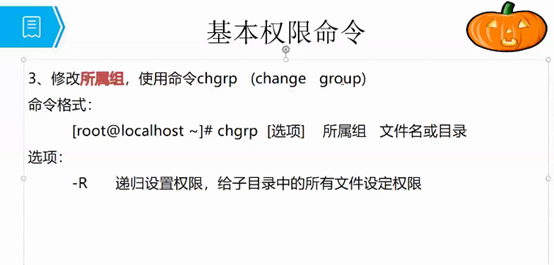 基本权限命令
3、修改所属组，使用命令chgrp （change group)
命令格式：
[root@localhost ~]# chgrp [选项] 所属组 文件名或目录
选项：
-R 递归设置权限，给子目录中的所有文件设定权限